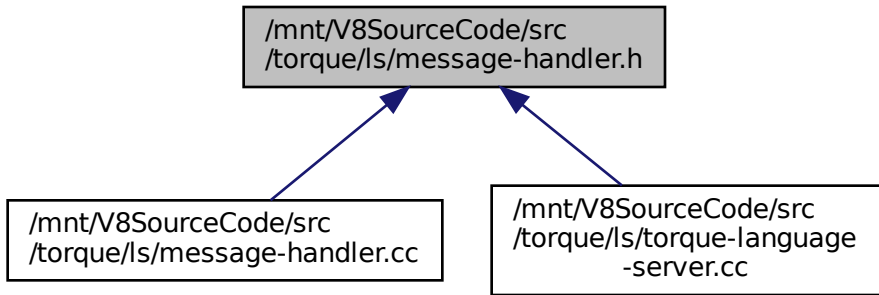 /mnt/V8SourceCode/src
/torque/ls/message-handler.h
/mnt/V8SourceCode/src
/torque/ls/message-handler.cc
/mnt/V8SourceCode/src
/torque/ls/torque-language
-server.cc